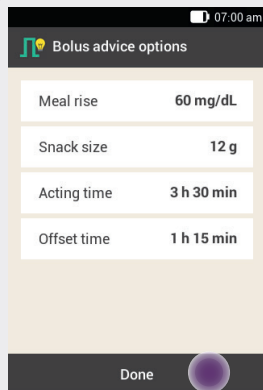 07:00 am
Bolus advice options
Meal rise 60 mg/dL
Snack size 12 g
Acting time 3 h 30 min
Offset time 1 h 15 min
Done